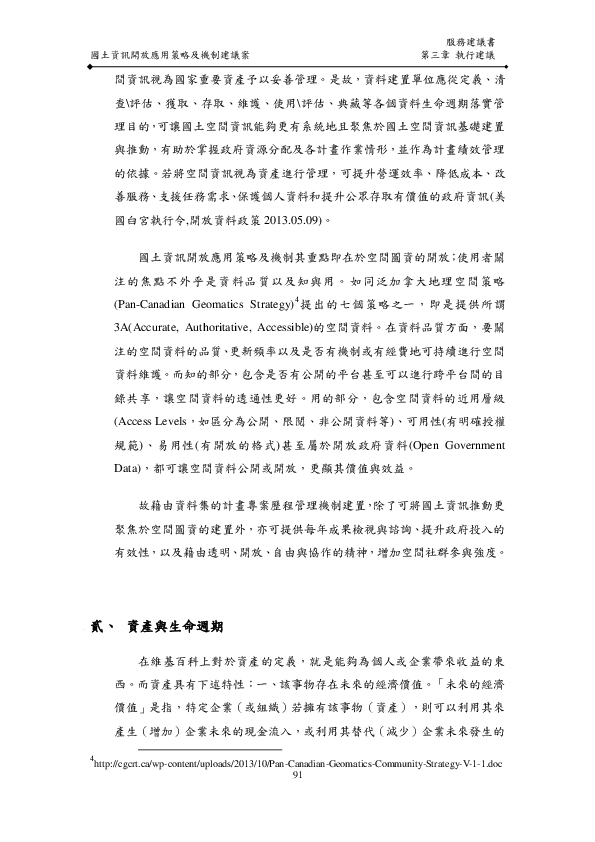 服務建議書
國土資訊開放應用策略及機制建議案 第三章 執行建議
間資訊視為國家重要資產予以妥善管理。是故，資料建置單位應從定義、清
查\評估、獲取、存取、維護、使用\評估、典藏等各個資料生命週期落實管
理目的，可讓國土空間資訊能夠更有系統地且聚焦於國土空間資訊基礎建置
與推動，有助於掌握政府資源分配及各計畫作業情形，並作為計畫績效管理
的依據。若將空間資訊視為資產進行管理，可提升營運效率、降低成本、改
善服務、支援任務需求、保護個人資料和提升公眾存取有價值的政府資訊(美
國白宮執行令,開放資料政策 2013.05.09)。
國土資訊開放應用策略及機制其重點即在於空間圖資的開放；使用者關
注的焦點不外乎是資料品質以及知與用。如同泛加拿大地理空間策略
(Pan-Canadian Geomatics Strategy)4提出的七個策略之一，即是提供所謂
3A(Accurate, Authoritative, Accessible)的空間資料。在資料品質方面，要關
注的空間資料的品質、更新頻率以及是否有機制或有經費地可持續進行空間
資料維護。而知的部分，包含是否有公開的平台甚至可以進行跨平台間的目
錄共享，讓空間資料的透通性更好。用的部分，包含空間資料的近用層級
(Access Levels，如區分為公開、限閱、非公開資料等)、可用性(有明確授權
規範)、易用性(有開放的格式)甚至屬於開放政府資料(Open Government
Data)，都可讓空間資料公開或開放，更顯其價值與效益。
故藉由資料集的計畫專案歷程管理機制建置，除了可將國土資訊推動更
聚焦於空間圖資的建置外，亦可提供每年成果檢視與諮詢、提升政府投入的
有效性，以及藉由透明、開放、自由與協作的精神，增加空間社群參與強度。
貳、 資產與生命週期
在維基百科上對於資產的定義，就是能夠為個人或企業帶來收益的東
西。而資產具有下述特性：一、該事物存在未來的經濟價值。「未來的經濟
價值」是指，特定企業（或組織）若擁有該事物（資產），則可以利用其來
產生（增加）企業未來的現金流入，或利用其替代（減少）企業未來發生的
4http://cgcrt.ca/wp-content/uploads/2013/10/Pan-Canadian-Geomatics-Community-Strategy-V-1-1.doc
91